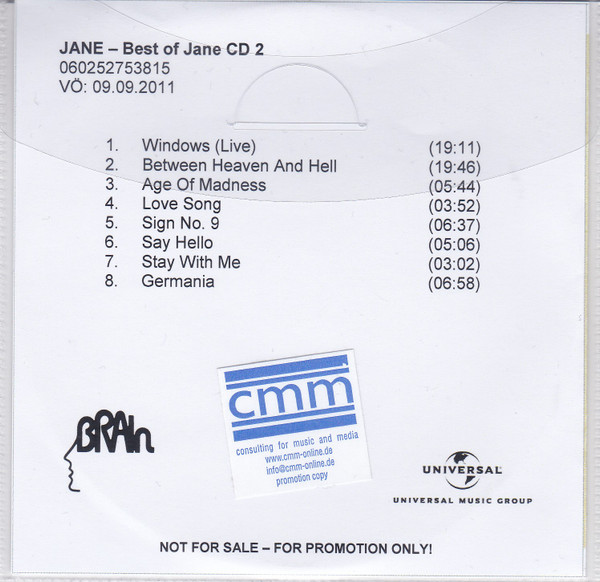 JANE – Best of Jane CD 2
060252753815
VÖ: 09.09.2011
1. Windows (Live) (19:11)
2. Between Heaven And Hell (19:46)
3. Age Of Madness (05:44)
4. Love Song (03:52)
5. Sign No. 9 (06:37)
6. Say Hello (05:06)
7. Stay With Me (03:02)
8. Germania (06:58)
BRAIn
cmm
consulting for music and media
www.cmm-online.de
info@cmm-online.de
promotion copy
UNIVERSAL
UNIVERSAL MUSIC GROUP
NOT FOR SALE – FOR PROMOTION ONLY!